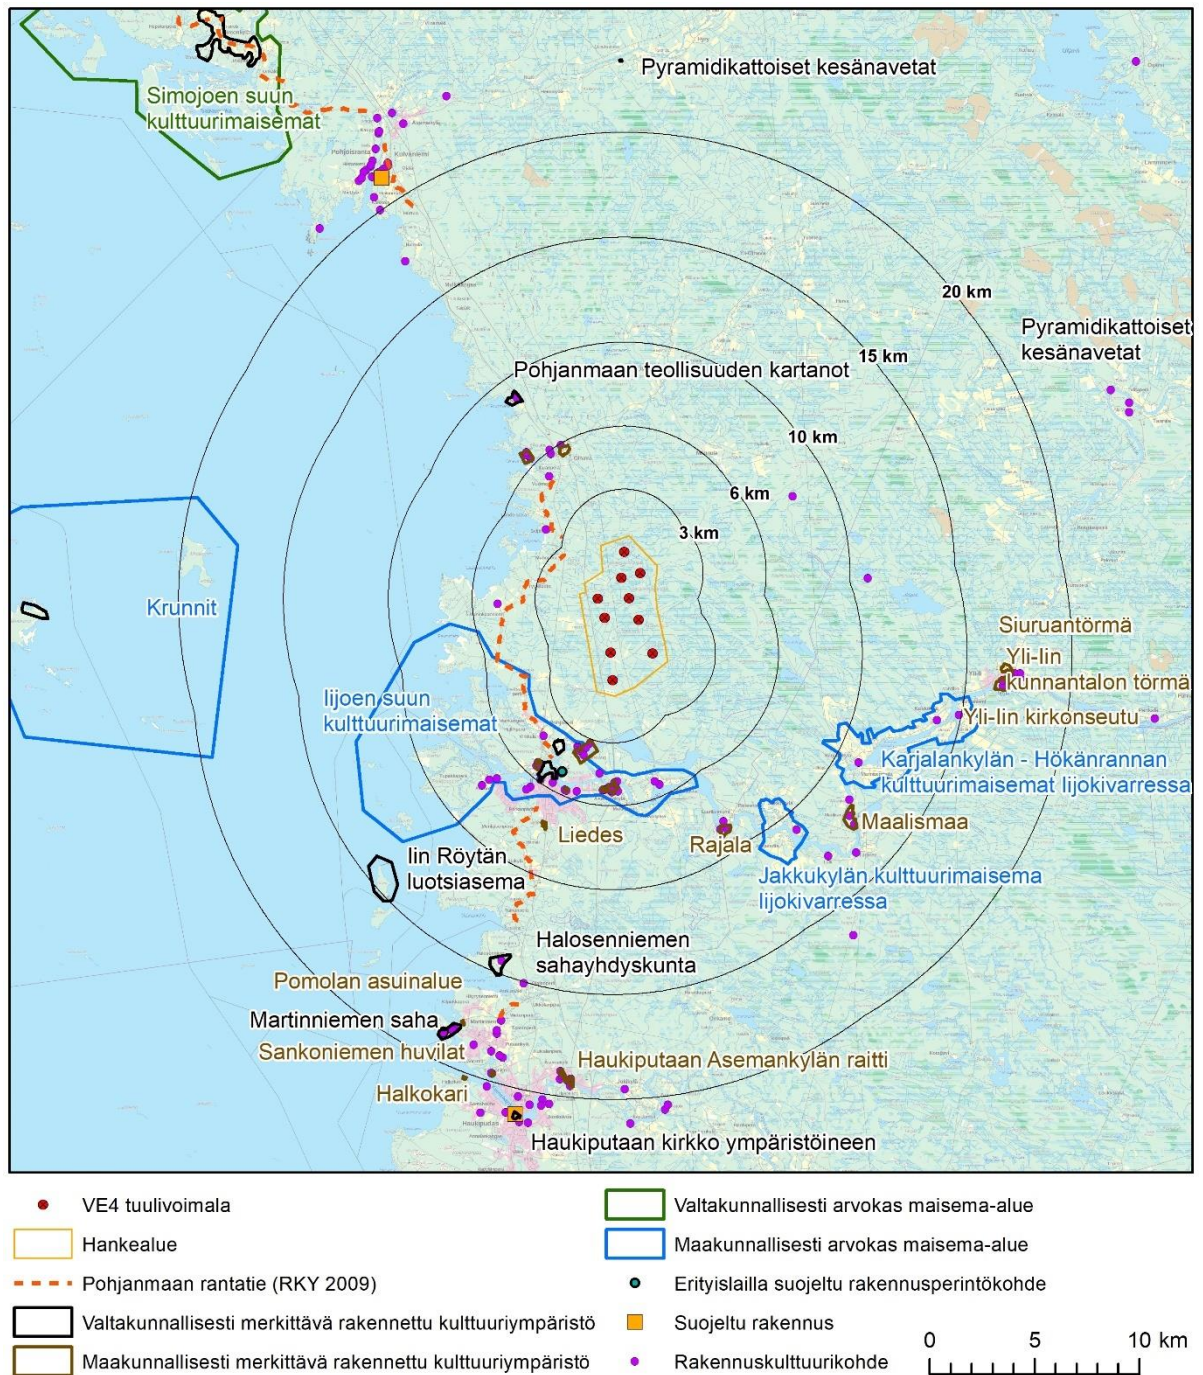 Pyramidikattoiset kesänavetat
Simojoen suun
kulttuurimaisemat
20 km
Pyramidikattoiset
kesänavetat
15 km
Pohjanmaan teollisuuden kartanot
10 km
6 km
3 km
Krunnit
Siuruantörmä
Yli-Iin
kunnantalon törmä
Iijoen suun
kulttuurimaisemat
Yli-Iin kirkonseutu
Karjalankylän - Hökänrannan
kulttuurimaisemat Iijokivarressa
Maalismaa
Liedes
Rajala
Iin Röytän
luotsiasema
Jakkukylän kulttuurimaisema
Iijokivarressa
Halosenniemen
sahayhdyskunta
Pomolan asuinalue
Martinniemen saha
Sankoniemen huvilat
Haukiputaan Asemankylän raitti
Halkokari
Haukiputaan kirkko ympäristöineen
VE4 tuulivoimala
Hankealue
Pohjanmaan rantatie (RKY 2009)
Valtakunnallisesti merkittävä rakennettu kulttuuriympäristö
Maakunnallisesti merkittävä rakennettu kulttuuriympäristö
Valtakunnallisesti arvokas maisema-alue
Maakunnallisesti arvokas maisema-alue
Erityislailla suojeltu rakennusperintökohde
Suojeltu rakennus
Rakennuskulttuurikohde
0 5 10 km